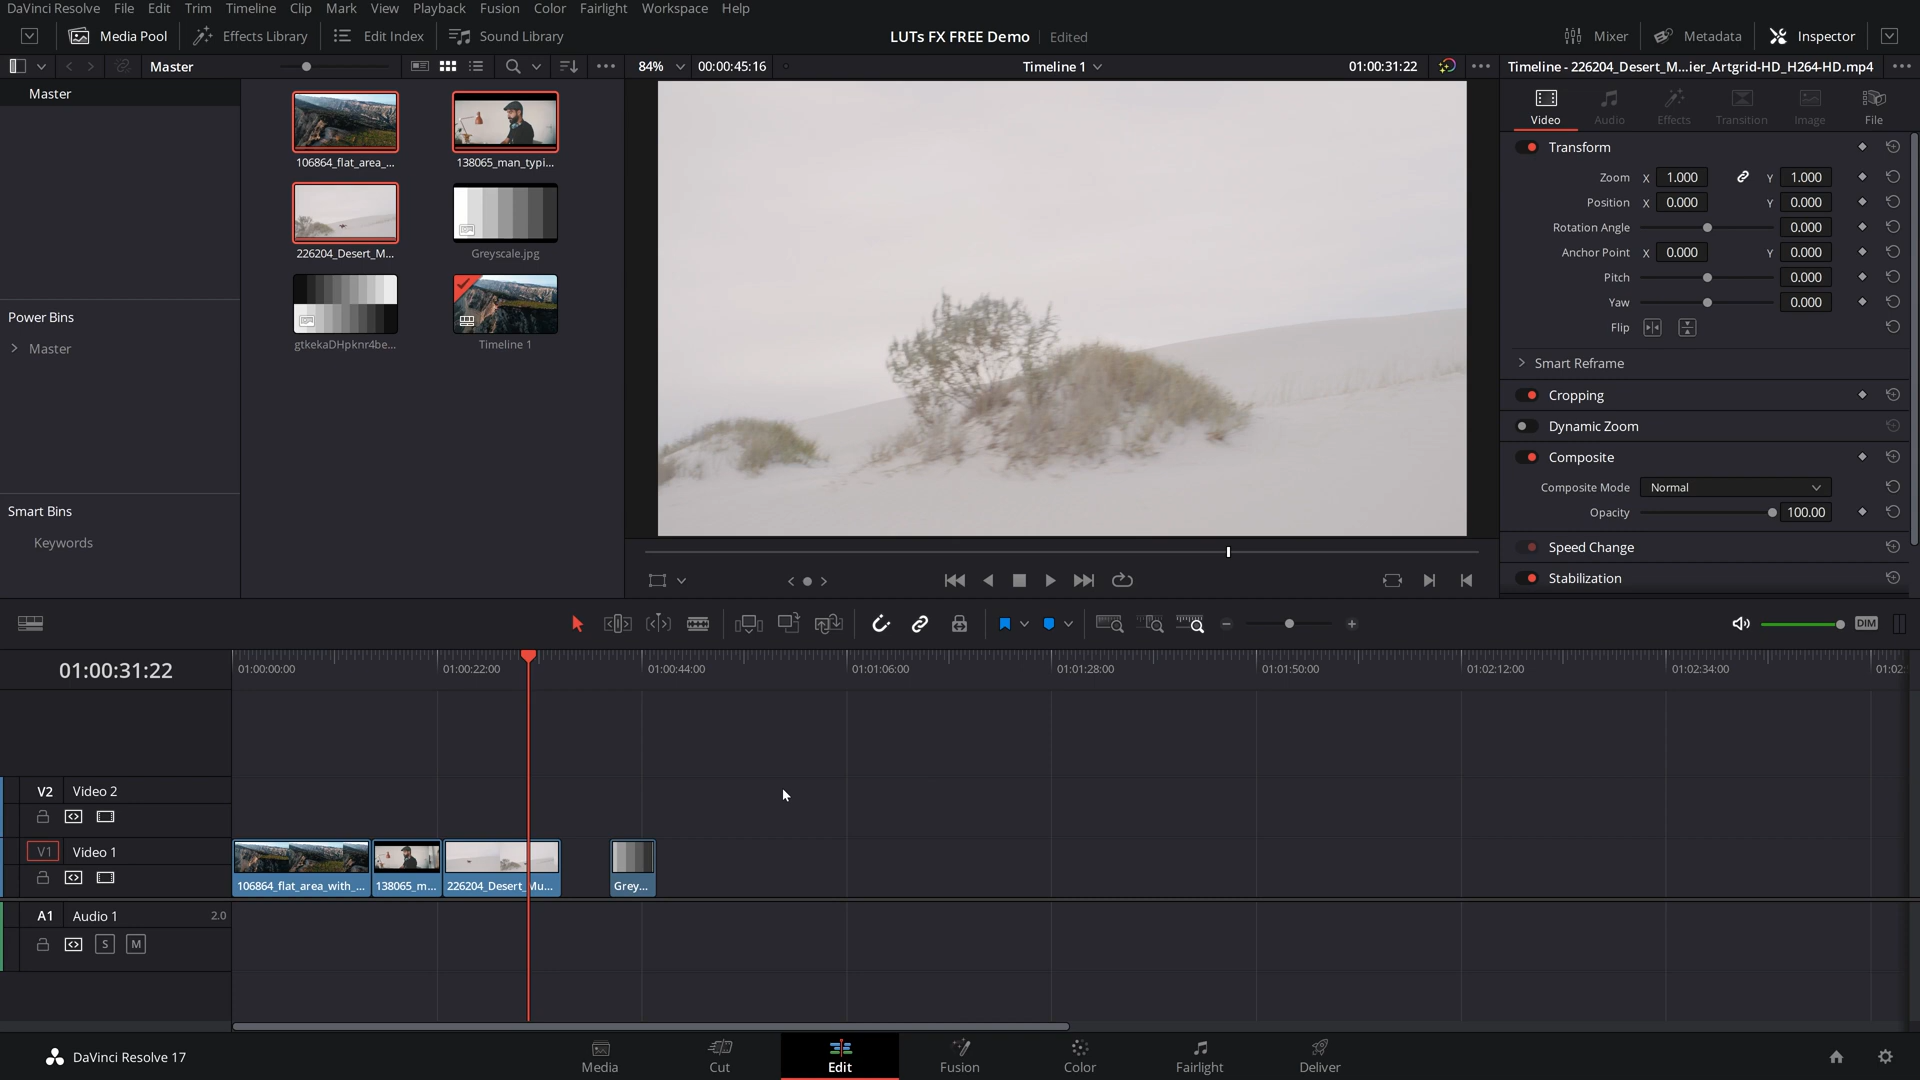 DaVinci Resolve File Edit Trim Timeline Clip Mark View Playback Fusion Color Fairlight Workspace Help
Media Pool Effects Library Edit Index Sound Library LUTs FX FREE Demo Edited Mixer Metadata Inspector
Master 84% 00:00:45:16 Timeline 1 01:00:31:22 Timeline - 226204_Desert_M...ier_Artgrid-HD_H264-HD.mp4
Master
106864_flat_area_... 138065_man_typi...
226204_Desert_M... Greyscale.jpg
gtkekaDHpknr4be... Timeline 1
Power Bins
Master
Smart Bins
Keywords
Video Audio Effects Transition Image File
Transform
Zoom X 1.000 Y 1.000
Position X 0.000 Y 0.000
Rotation Angle 0.000
Anchor Point X 0.000 Y 0.000
Pitch 0.000
Yaw 0.000
Flip
Smart Reframe
Cropping
Dynamic Zoom
Composite
Composite Mode Normal
Opacity 100.00
Speed Change
Stabilization
DIM
01:00:31:22
01:00:00:00 01:00:22:00 01:00:44:00 01:01:06:00 01:01:28:00 01:01:50:00 01:02:12:00 01:02:34:00 01:02:
V2 Video 2
V1 Video 1
106864_flat_area_with_... 138065_m... 226204_Desert_Mu... Grey...
A1 Audio 1 2.0
S M
DaVinci Resolve 17
Media Cut Edit Fusion Color Fairlight Deliver